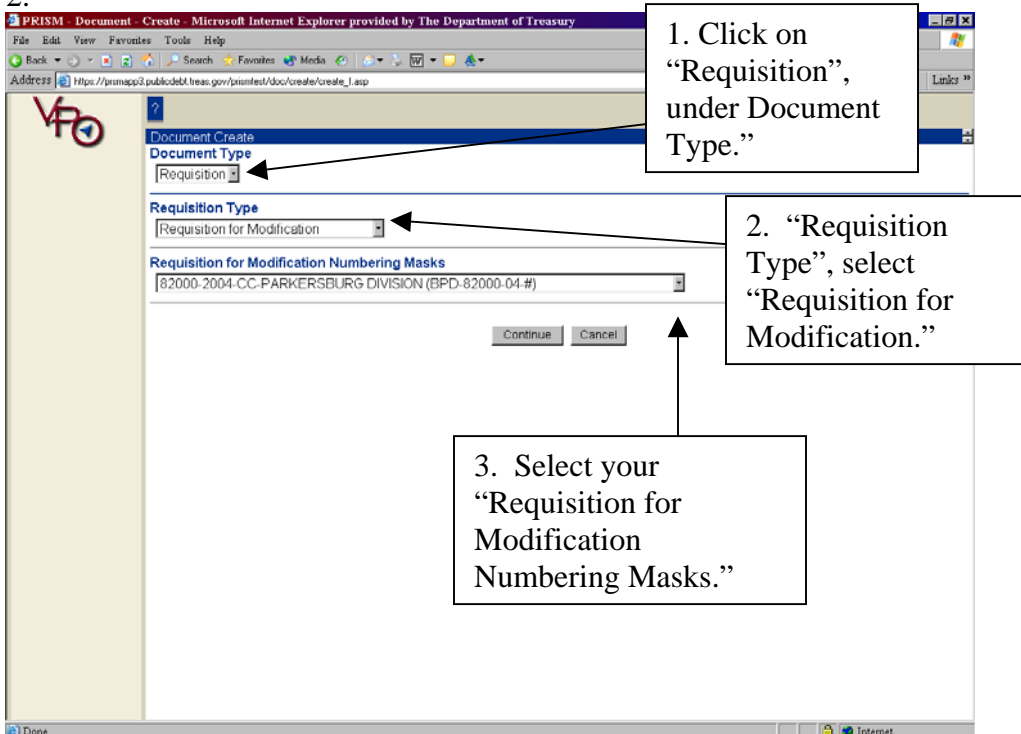 2.
PRISM - Document - Create - Microsoft Internet Explorer provided by The Department of Treasury
File Edit View Favorites Tools Help
Back Search Favorites Media
Address https://prismapp3.publicdebt.treas.gov/prismtest/doc/create/create_f.asp Links »
VPO
?
Document Create
Document Type
Requisition
Requisition Type
Requisition for Modification
Requisition for Modification Numbering Masks
82000-2004-CC-PARKERSBURG DIVISION (BPD-82000-04-#)
Continue Cancel
1. Click on
“Requisition”,
under Document
Type.”
2. “Requisition
Type”, select
“Requisition for
Modification.”
3. Select your
“Requisition for
Modification
Numbering Masks.”
Done Internet